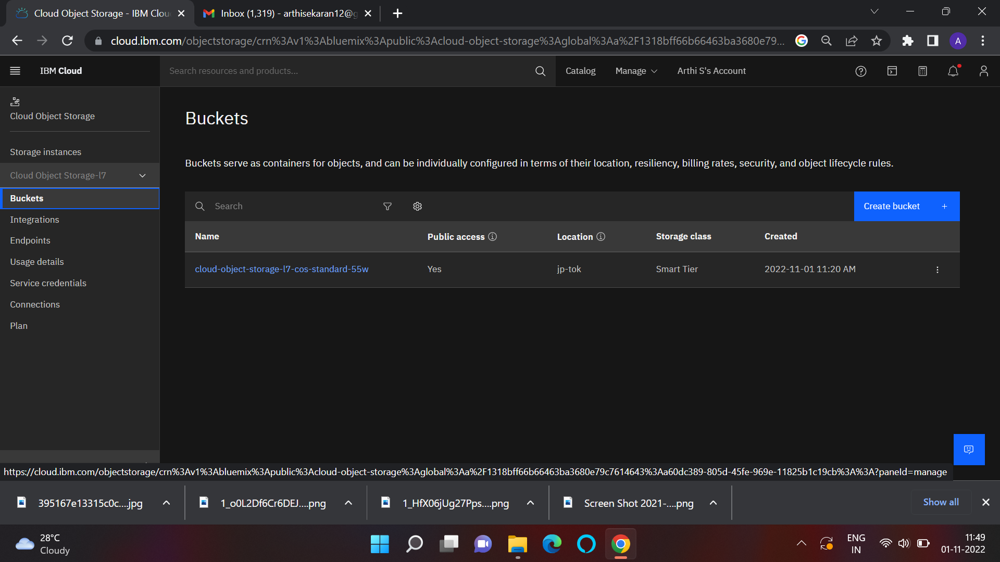 Cloud Object Storage - IBM Clou
Inbox (1,319) - arthisekaran12@g
cloud.ibm.com/objectstorage/crn%3Av1%3Abluemix%3Apublic%3Acloud-object-storage%3Aglobal%3Aa%2F1318bff66b66463ba3680e79...
A
IBM Cloud
Search resources and products...
Catalog
Manage
Arthi S's Account
Cloud Object Storage
Storage instances
Cloud Object Storage-l7
Buckets
Integrations
Endpoints
Usage details
Service credentials
Connections
Plan
Buckets
Buckets serve as containers for objects, and can be individually configured in terms of their location, resiliency, billing rates, security, and object lifecycle rules.
Search
Create bucket +
Name Public access Location Storage class Created
cloud-object-storage-l7-cos-standard-55w Yes jp-tok Smart Tier 2022-11-01 11:20 AM
https://cloud.ibm.com/objectstorage/crn%3Av1%3Abluemix%3Apublic%3Acloud-object-storage%3Aglobal%3Aa%2F1318bff66b66463ba3680e79c7614643%3Aa60dc389-805d-45fe-969e-11825b1c19cb%3A%3A?paneId=manage
395167e13315c0c....jpg
1_o0L2Df6Cr6DEJ....png
1_HfX06jUg27Pps....png
Screen Shot 2021-....png
Show all
28°C
Cloudy
ENG
IN
11:49
01-11-2022